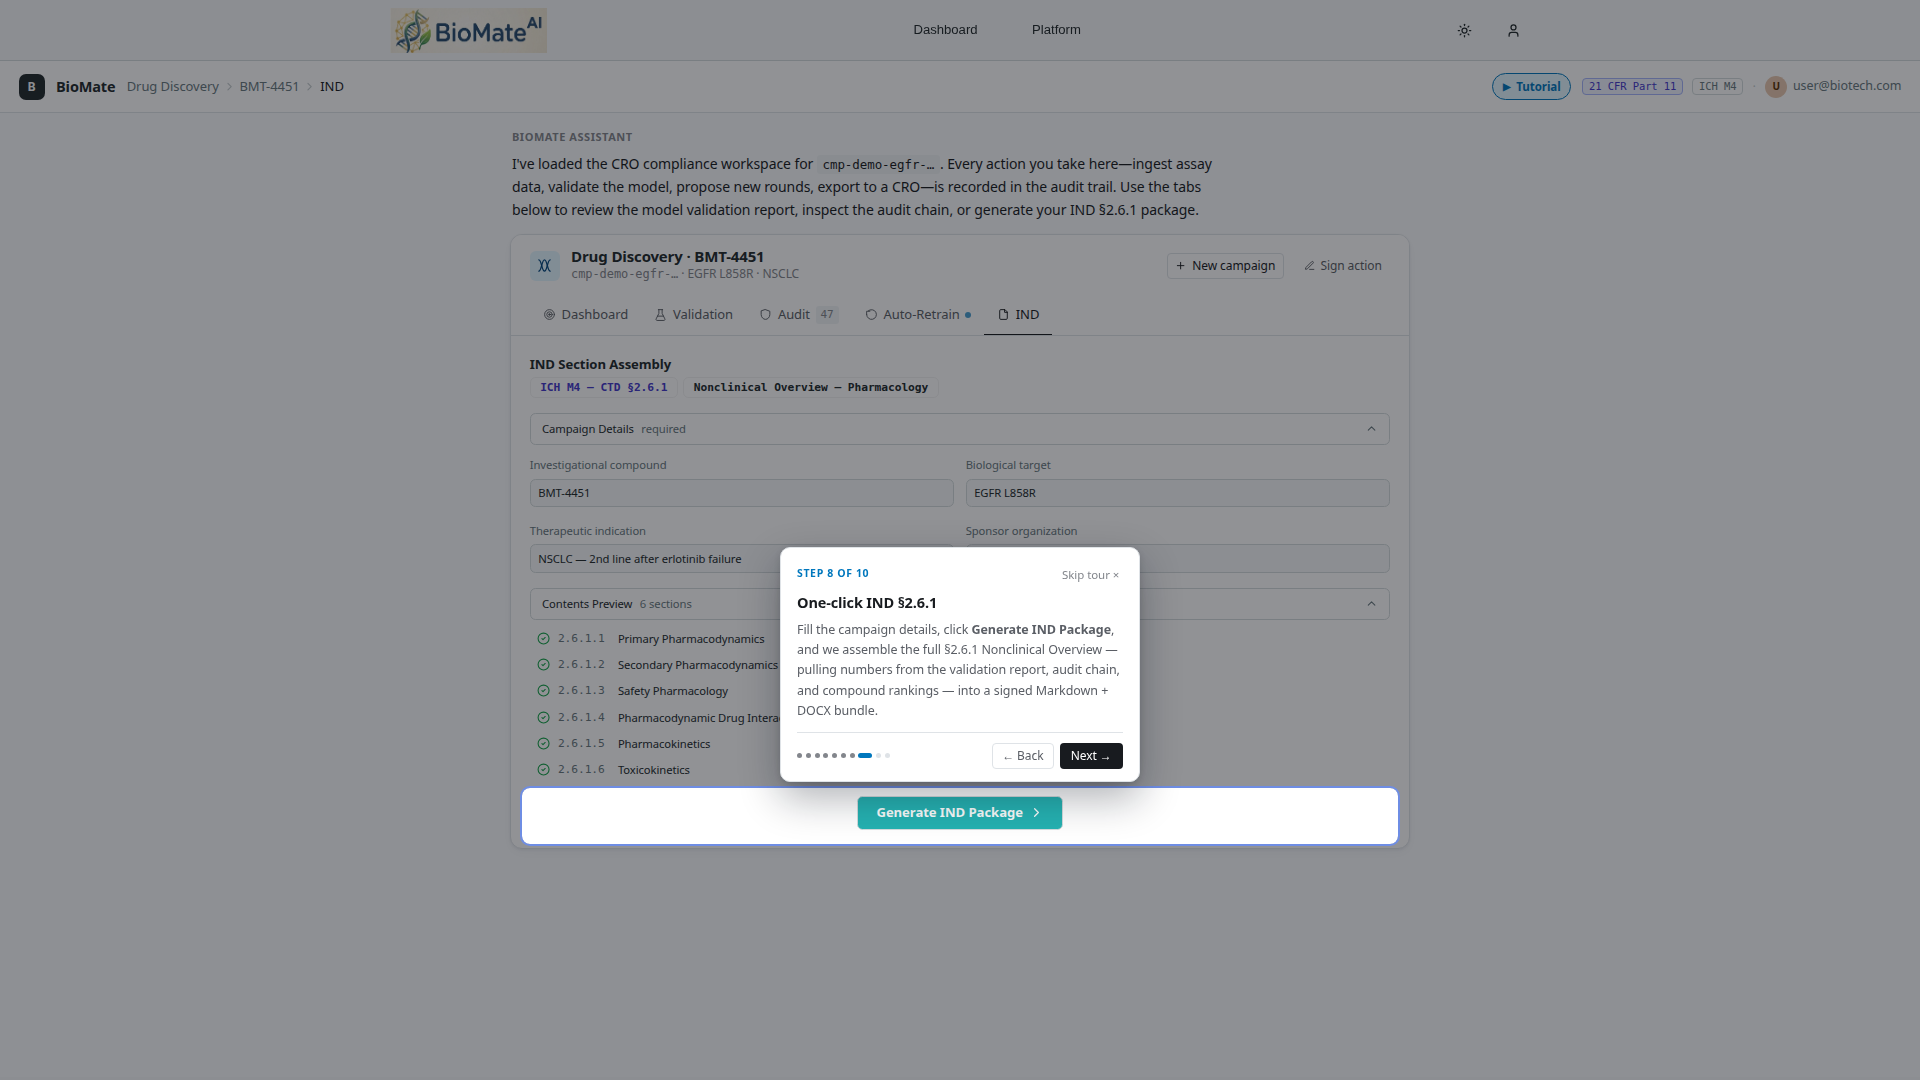 BioMate AI
Dashboard
Platform
B
BioMate
Drug Discovery
BMT-4451
IND
▶ Tutorial
21 CFR Part 11
ICH M4
·
U
user@biotech.com
BIOMATE ASSISTANT
I've loaded the CRO compliance workspace for cmp-demo-egfr-… . Every action you take here—ingest assay
data, validate the model, propose new rounds, export to a CRO—is recorded in the audit trail. Use the tabs
below to review the model validation report, inspect the audit chain, or generate your IND §2.6.1 package.
Drug Discovery · BMT-4451
cmp-demo-egfr-… · EGFR L858R · NSCLC
+ New campaign
Sign action
Dashboard
Validation
Audit 47
Auto-Retrain
IND
IND Section Assembly
ICH M4 — CTD §2.6.1
Nonclinical Overview — Pharmacology
Campaign Details required
Investigational compound
Biological target
BMT-4451
EGFR L858R
Therapeutic indication
Sponsor organization
NSCLC — 2nd line after erlotinib failure
Contents Preview 6 sections
2.6.1.1 Primary Pharmacodynamics
2.6.1.2 Secondary Pharmacodynamics
2.6.1.3 Safety Pharmacology
2.6.1.4 Pharmacodynamic Drug
2.6.1.5 Pharmacokinetics
2.6.1.6 Toxicokinetics
STEP 8 OF 10
Skip tour ×
One-click IND §2.6.1
Fill the campaign details, click Generate IND Package,
and we assemble the full §2.6.1 Nonclinical Overview —
pulling numbers from the validation report, audit chain,
and compound rankings — into a signed Markdown +
DOCX bundle.
← Back
Next →
Generate IND Package